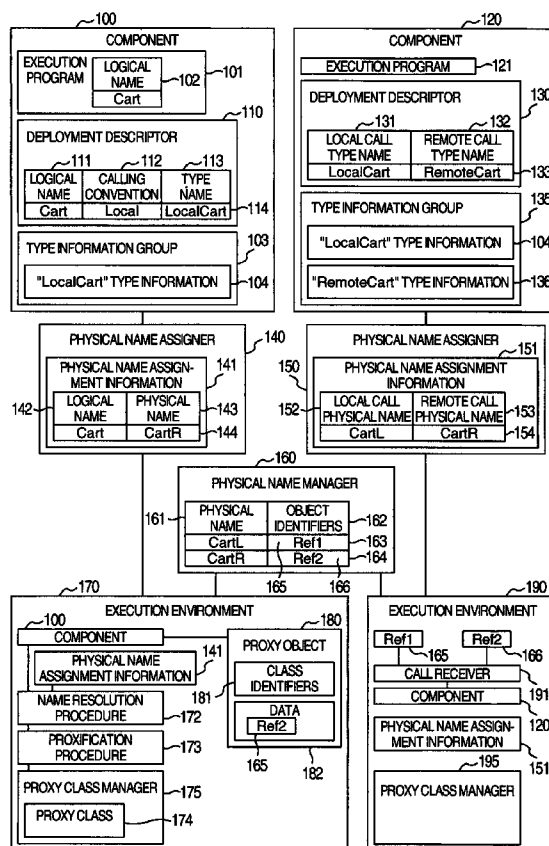 100
COMPONENT
EXECUTION
PROGRAM
LOGICAL
NAME
Cart
102
101
110
DEPLOYMENT DESCRIPTOR
111
112
113
LOGICAL
NAME
CALLING
CONVENTION
TYPE
NAME
Cart
Local
LocalCart
114
103
TYPE INFORMATION GROUP
"LocalCart" TYPE INFORMATION
104
120
COMPONENT
EXECUTION PROGRAM
121
DEPLOYMENT DESCRIPTOR
130
131
132
LOCAL CALL
TYPE NAME
REMOTE CALL
TYPE NAME
LocalCart
RemoteCart
133
135
TYPE INFORMATION GROUP
"LocalCart" TYPE INFORMATION
104
"RemoteCart" TYPE INFORMATION
136
PHYSICAL NAME ASSIGNER
140
PHYSICAL NAME ASSIGN-
MENT INFORMATION
141
142
LOGICAL
NAME
PHYSICAL
NAME
143
Cart
CartR
144
PHYSICAL NAME ASSIGNER
151
150
PHYSICAL NAME ASSIGNMENT
INFORMATION
152
LOCAL CALL
PHYSICAL NAME
REMOTE CALL
PHYSICAL NAME
153
CartL
CartR
154
160
PHYSICAL NAME MANAGER
161
PHYSICAL
NAME
OBJECT
IDENTIFIERS
162
CartL
Ref1
163
CartR
Ref2
164
165
166
170
EXECUTION ENVIRONMENT
100
COMPONENT
PHYSICAL NAME
ASSIGNMENT INFORMATION
141
NAME RESOLUTION
PROCEDURE
172
PROXIFICATION
PROCEDURE
173
PROXY CLASS MANAGER
175
PROXY CLASS
174
180
PROXY OBJECT
181
CLASS
IDENTIFIERS
DATA
Ref2
165
182
190
EXECUTION ENVIRONMENT
Ref1
Ref2
165
166
CALL RECEIVER
191
COMPONENT
120
PHYSICAL NAME ASSIGN-
MENT INFORMATION
151
195
PROXY CLASS MANAGER